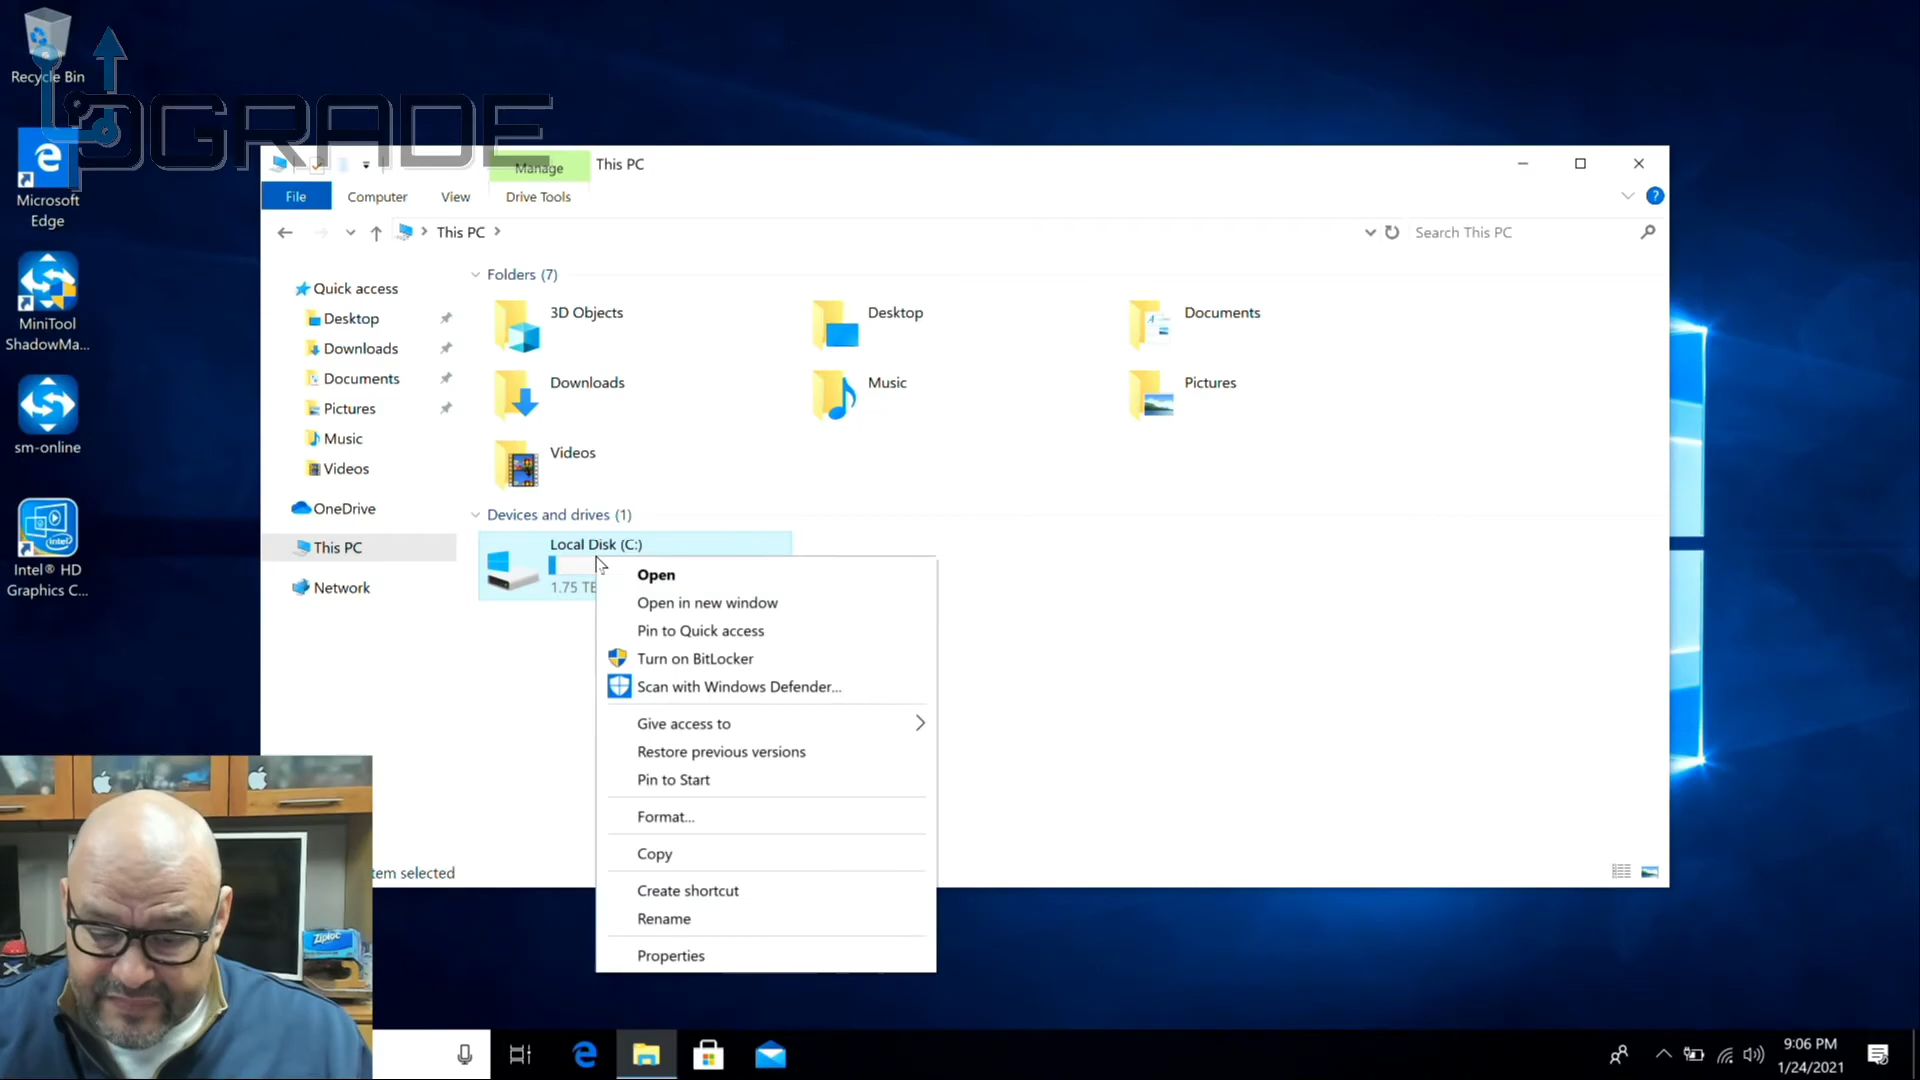 Recycle Bin
UPGRADE
Microsoft
Edge
MiniTool
ShadowMa...
sm-online
Intel® HD
Graphics C...
Manage
This PC
File
Computer
View
Drive Tools
This PC
Search This PC
Quick access
Desktop
Downloads
Documents
Pictures
Music
Videos
OneDrive
This PC
Network
Folders (7)
3D Objects
Desktop
Documents
Downloads
Music
Pictures
Videos
Devices and drives (1)
Local Disk (C:)
1.75 TB
Open
Open in new window
Pin to Quick access
Turn on BitLocker
Scan with Windows Defender...
Give access to
Restore previous versions
Pin to Start
Format...
Copy
Create shortcut
Rename
Properties
tem selected
Ziploc
9:06 PM
1/24/2021